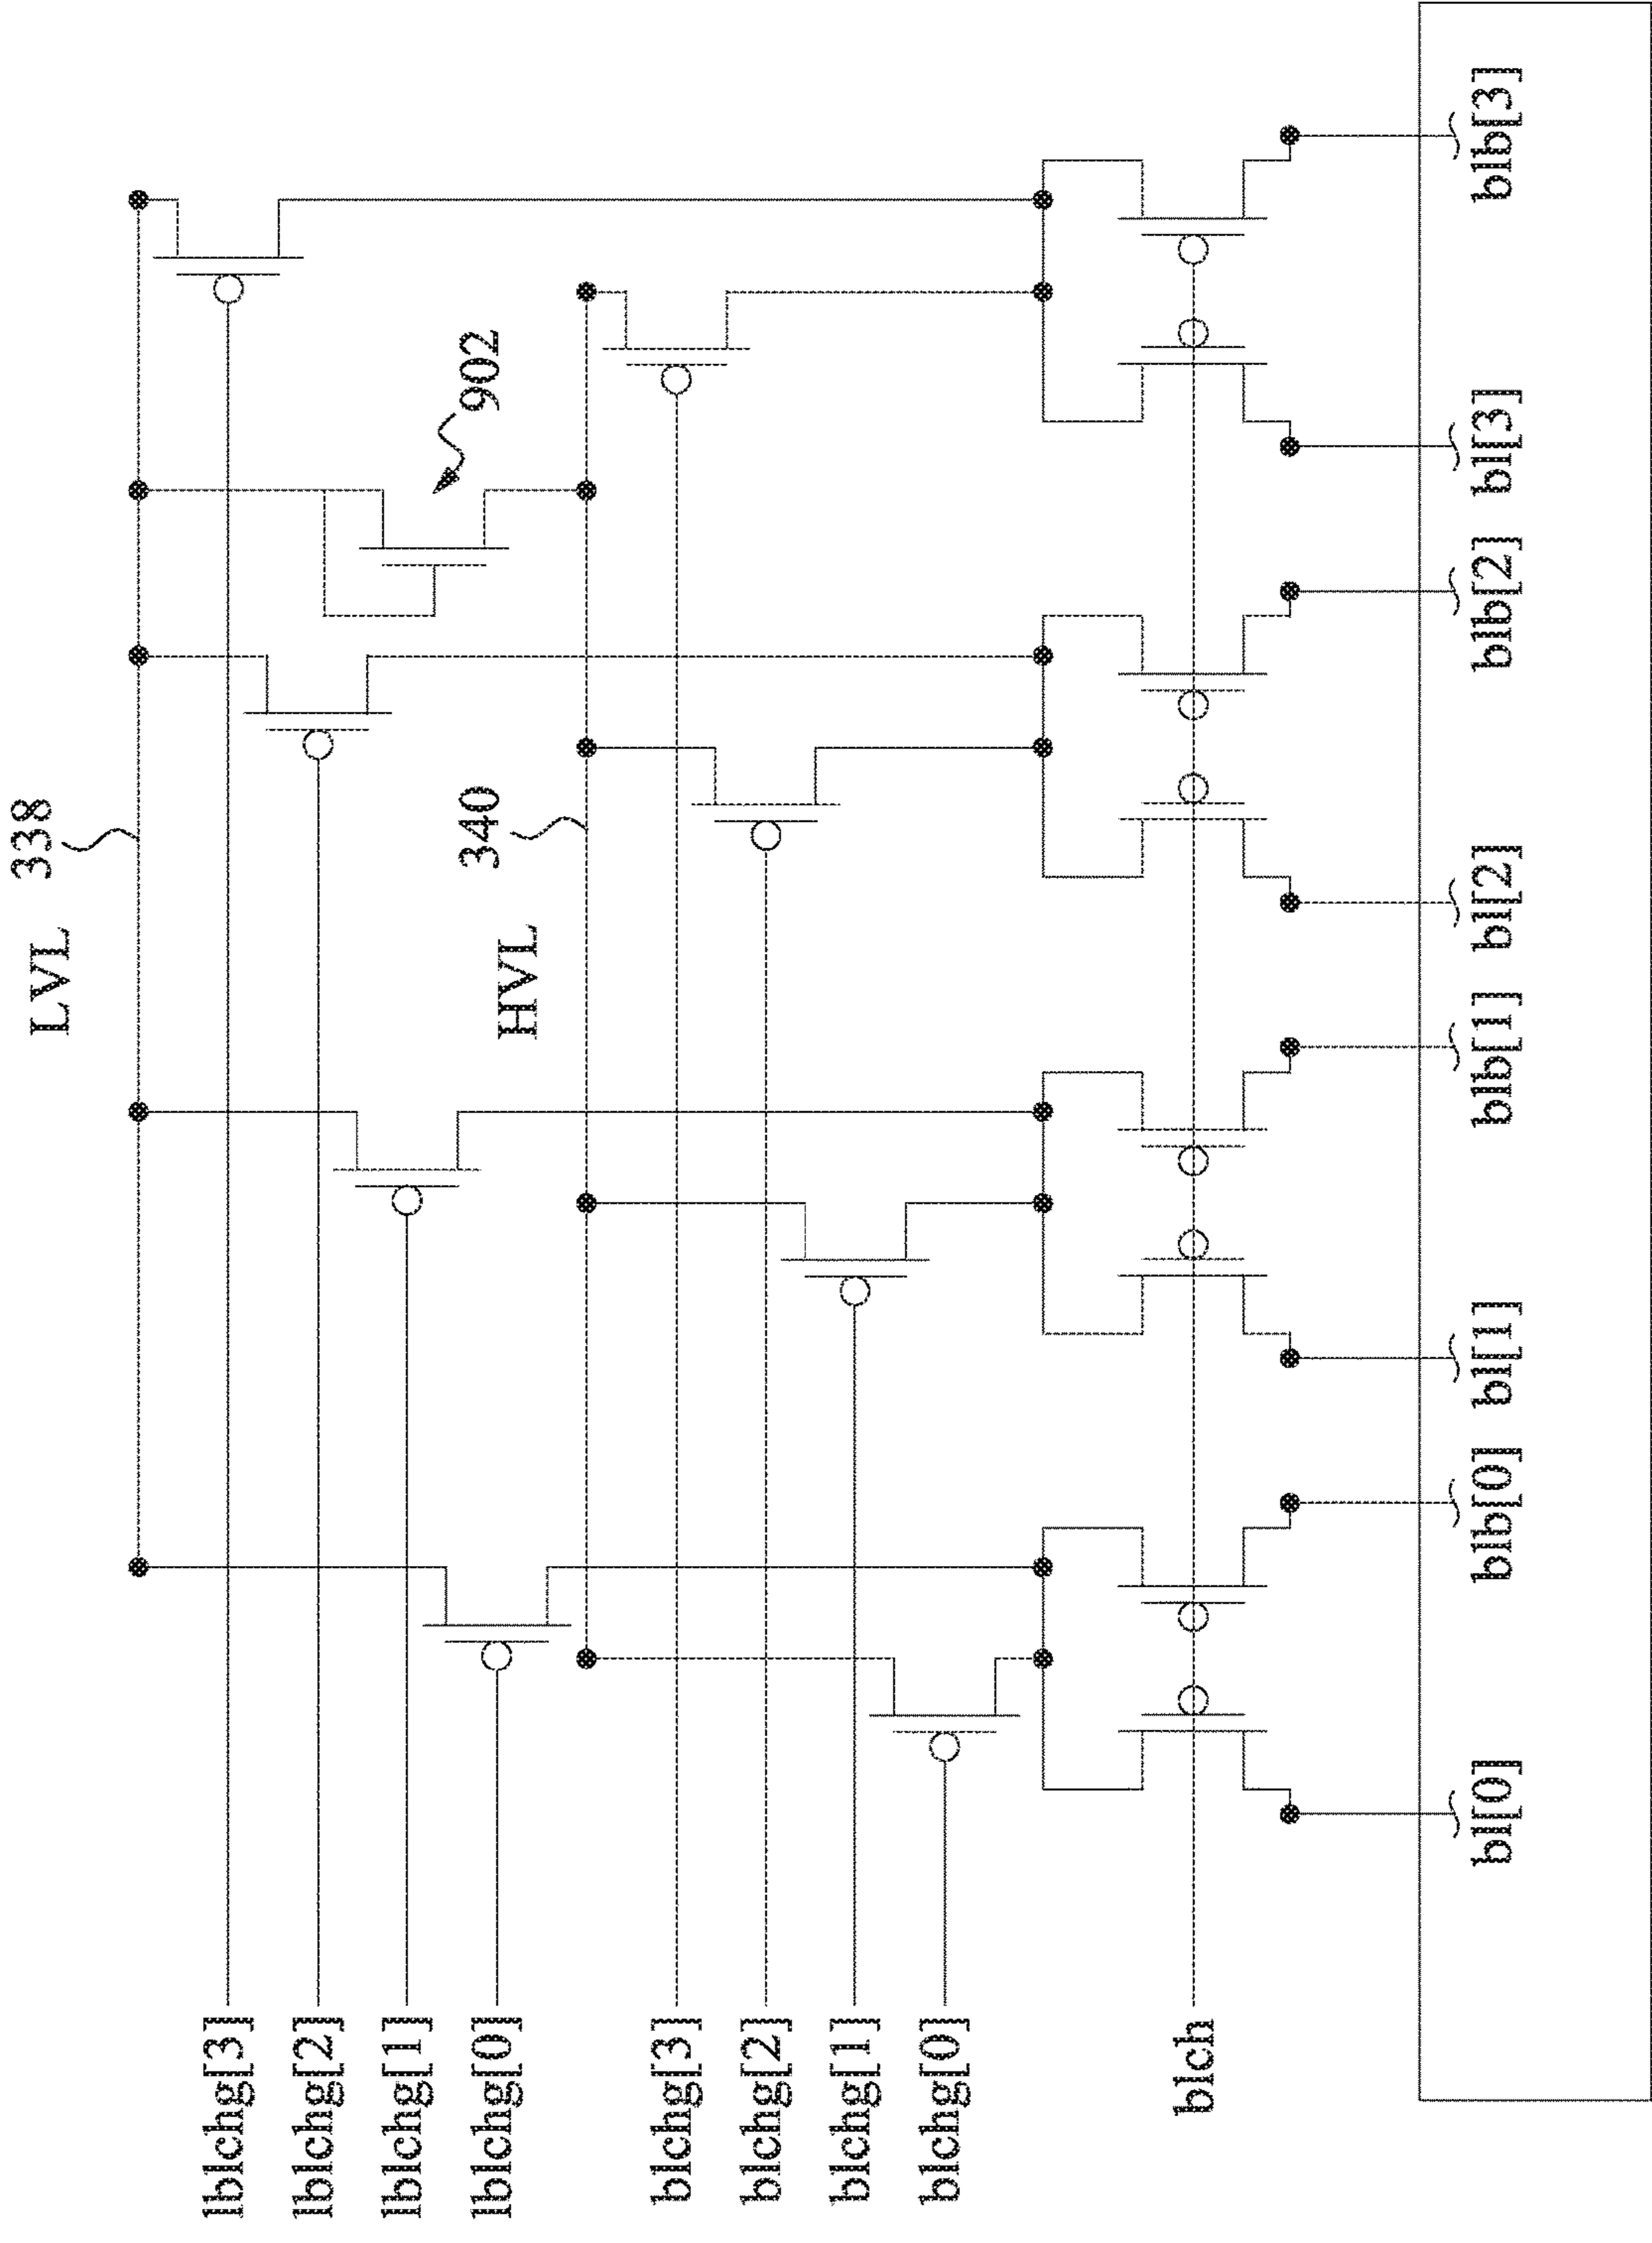 338
LVL
902
340
HVL
lblchg[3]
lblchg[2]
lblchg[1]
lblchg[0]
blchg[3]
blchg[2]
blchg[1]
blchg[0]
blch
bl[0]
blb[0]
bl[1]
blb[1]
bl[2]
blb[2]
bl[3]
blb[3]